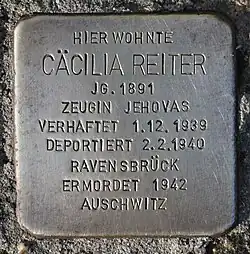 HIER WOHNTE
CÄCILIA REITER
JG. 1891
ZEUGIN JEHOVAS
VERHAFTET 1.12.1939
DEPORTIERT 2.2.1940
RAVENSBRÜCK
ERMORDET 1942
AUSCHWITZ